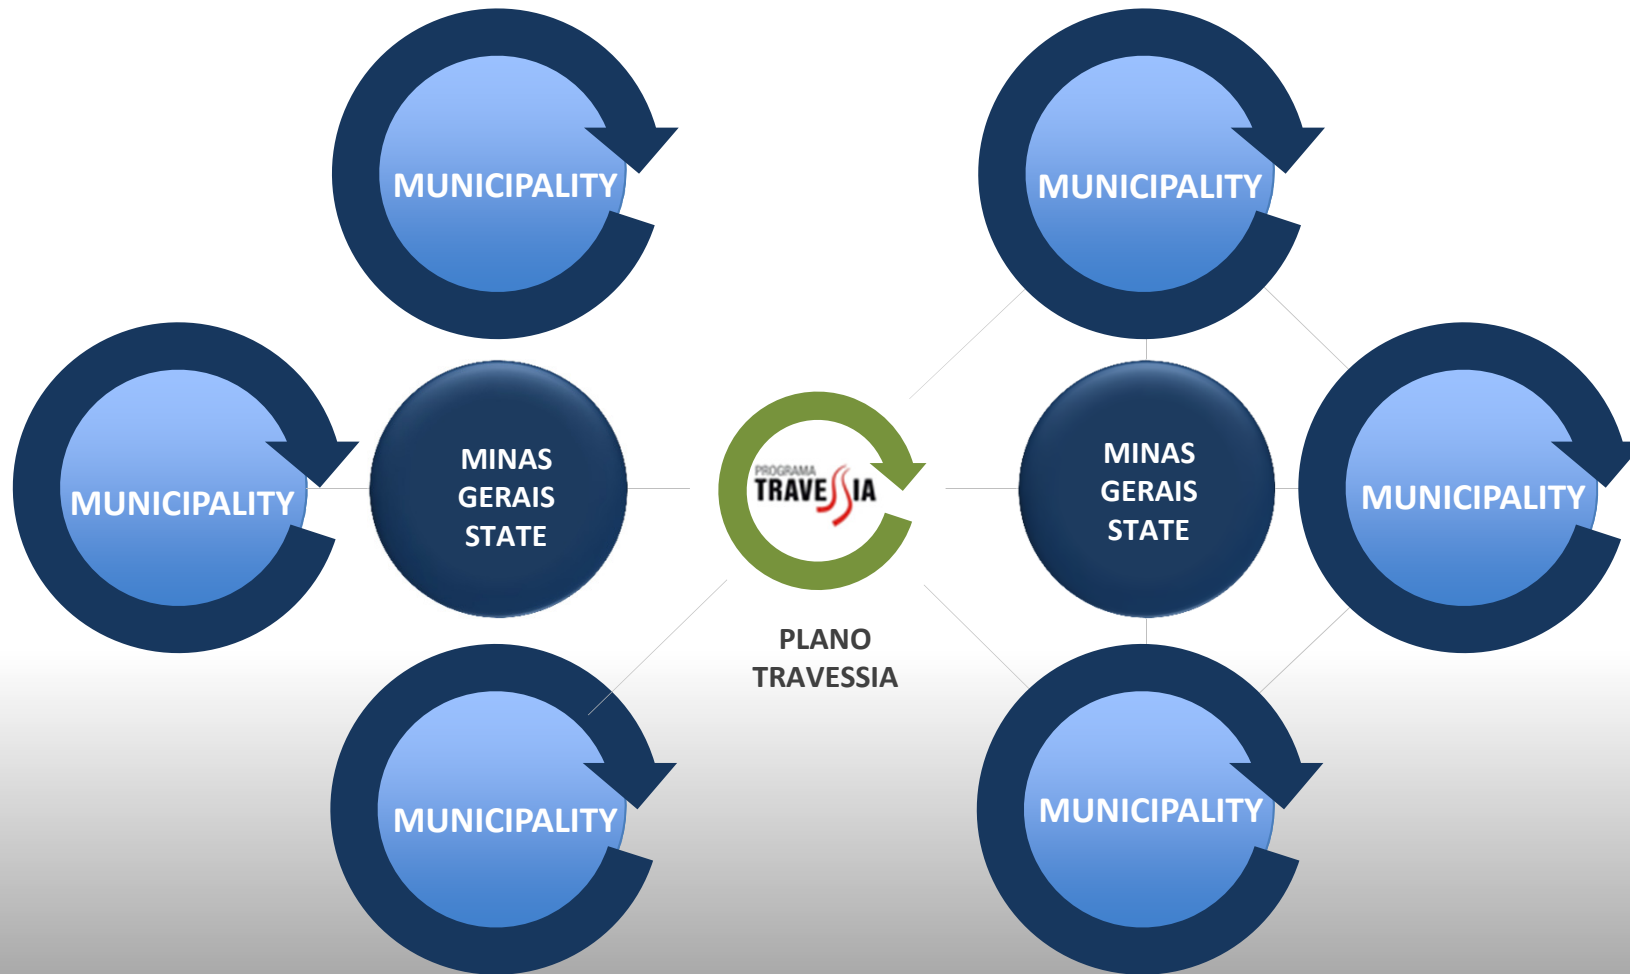 MUNICIPALITY
MUNICIPALITY
MUNICIPALITY
MINAS
GERAIS
STATE
PROGRAMA
TRAVESSIA
MINAS
GERAIS
STATE
MUNICIPALITY
PLANO
TRAVESSIA
MUNICIPALITY
MUNICIPALITY